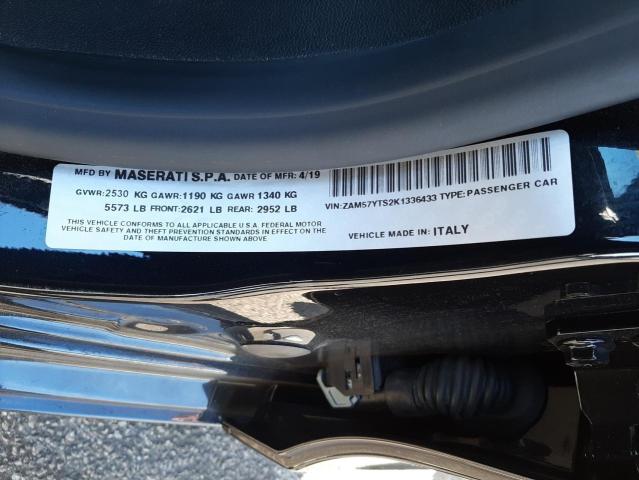 MFD BY MASERATI S.P.A. DATE OF MFR: 4/19
GVWR:2530 KG GAWR:1190 KG GAWR 1340 KG
5573 LB FRONT:2621 LB REAR: 2952 LB
THIS VEHICLE CONFORMS TO ALL APPLICABLE U.S.A. FEDERAL MOTOR
VEHICLE SAFETY AND THEFT PREVENTION STANDARDS IN EFFECT ON THE
DATE OF MANUFACTURE SHOWN ABOVE.
VIN:ZAM57YTS2K1336433 TYPE: PASSENGER CAR
VEHICLE MADE IN: ITALY